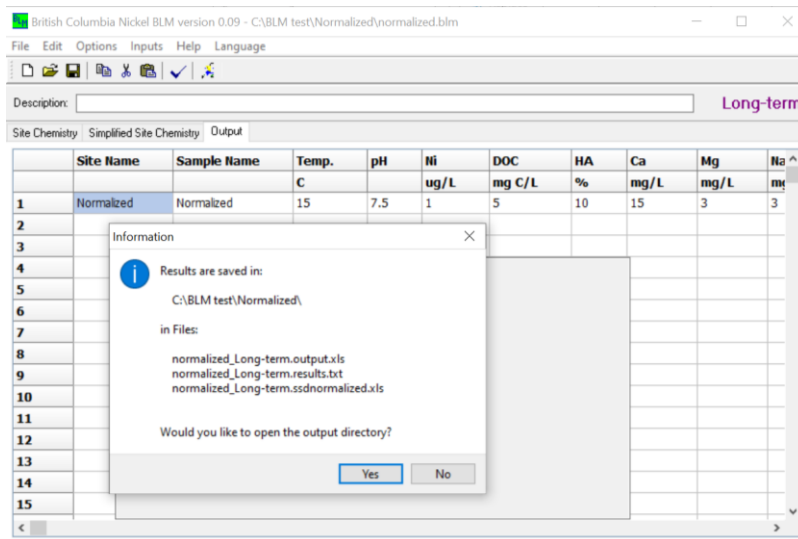 British Columbia Nickel BLM version 0.09 - C:\BLM test\Normalized\normalized.blm
File Edit Options Inputs Help Language
Description: Long-term
Site Chemistry Simplified Site Chemistry Output
Site Name Sample Name Temp. pH Ni DOC HA Ca Mg Na
C ug/L mg C/L % mg/L mg/L
1 Normalized Normalized 15 7.5 1 5 10 15 3 3
2
3
4
5
6
7
8
9
10
11
12
13
14
15
Information
Results are saved in:
C:\BLM test\Normalized\
in Files:
normalized_Long-term.output.xls
normalized_Long-term.results.txt
normalized_Long-term.ssdnormalized.xls
Would you like to open the output directory?
Yes No